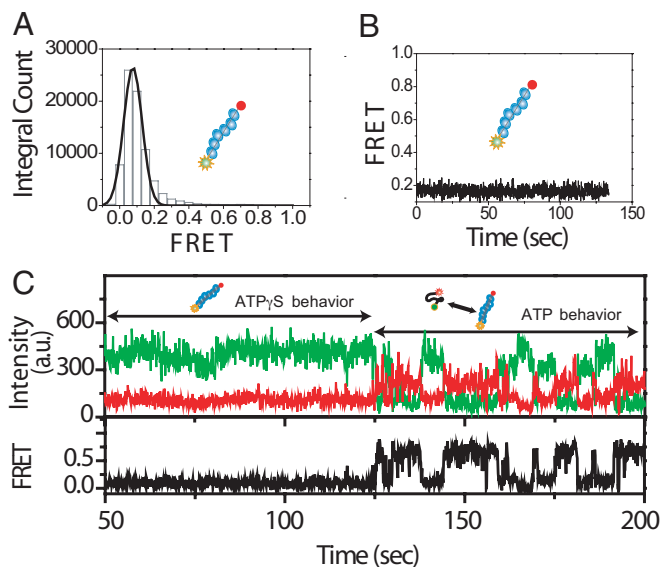 A
30000
20000
10000
0
Integral Count
0.0 0.2 0.4 0.6 0.8 1.0
FRET
B
1.0
0.8
0.6
0.4
0.2
FRET
0 50 100 150
Time (sec)
C
ATPγS behavior
ATP behavior
600
300
0
Intensity
(a.u.)
0.5
0.0
FRET
50 100 150 200
Time (sec)